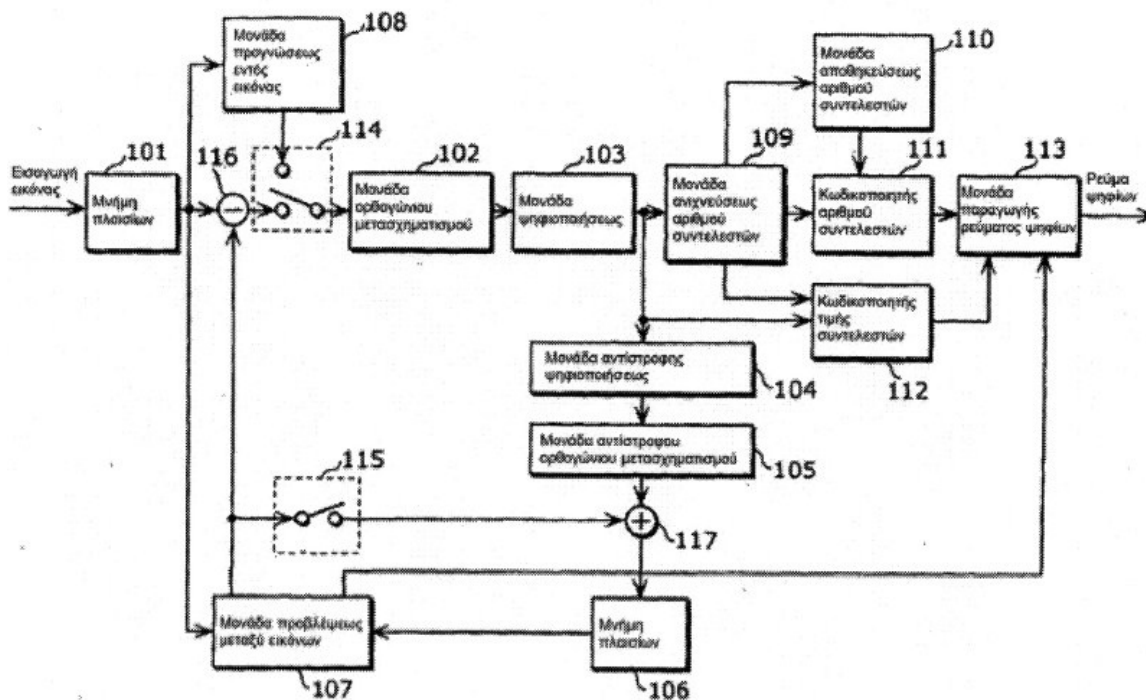 108
Μονάδα
προγνώσεως
εντός
εικόνας
110
Μονάδα
αποθηκεύσεως
αριθμού
συντελεστών
114
101
116
102
103
109
111
113
Εισαγωγή
εικόνας
Μνήμη
πλαισίων
Μονάδα
ορθογώνιου
μετασχηματισμού
Μονάδα
ψηφιοποιήσεως
Μονάδα
ανιχνεύσεως
αριθμού
συντελεστών
Κωδικοποιητής
αριθμού
συντελεστών
Μονάδα
παραγωγής
ρεύματος ψηφίων
Ρεύμα
ψηφίων
Κωδικοποιητής
τιμής
συντελεστών
112
Μονάδα αντίστροφης
ψηφιοποιήσεως
104
Μονάδα αντίστροφου
ορθογώνιου μετασχηματισμού
105
115
117
Μονάδα προβλέψεως
μεταξύ εικόνων
107
Μνήμη
πλαισίων
106